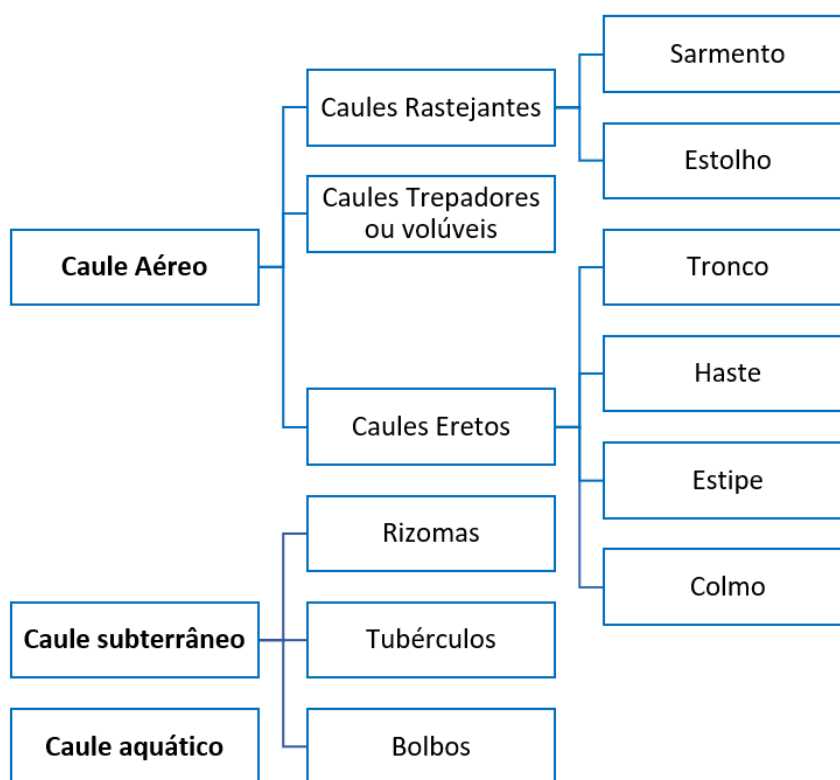 Caule Aéreo
Caules Rastejantes
Sarmento
Estolho
Caules Trepadores
ou volúveis
Caules Eretos
Tronco
Haste
Estipe
Colmo
Caule subterrâneo
Rizomas
Tubérculos
Bolbos
Caule aquático